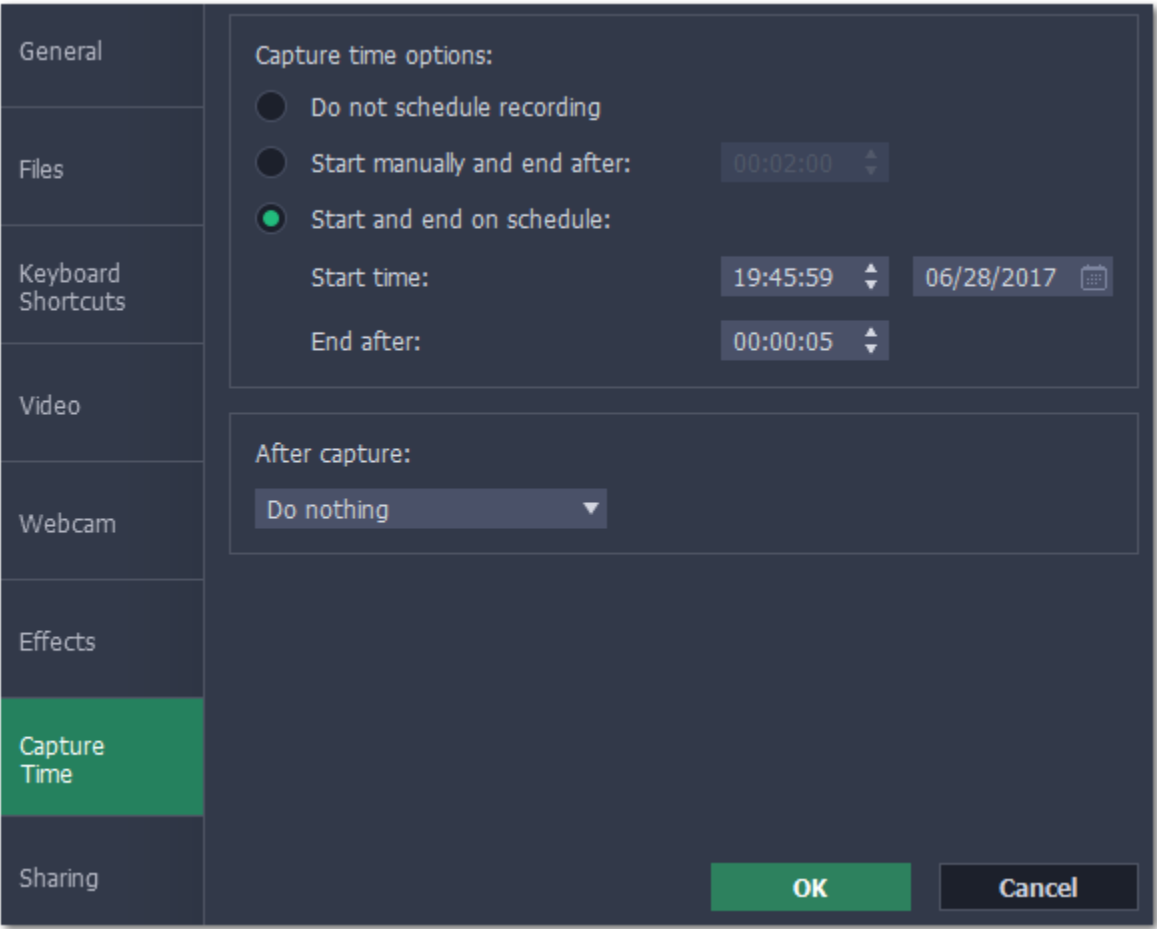 General
Files
Keyboard
Shortcuts
Video
Webcam
Effects
Capture
Time
Sharing
Capture time options:
Do not schedule recording
Start manually and end after: 00:02:00
Start and end on schedule:
Start time: 19:45:59 06/28/2017
End after: 00:00:05
After capture:
Do nothing
OK Cancel